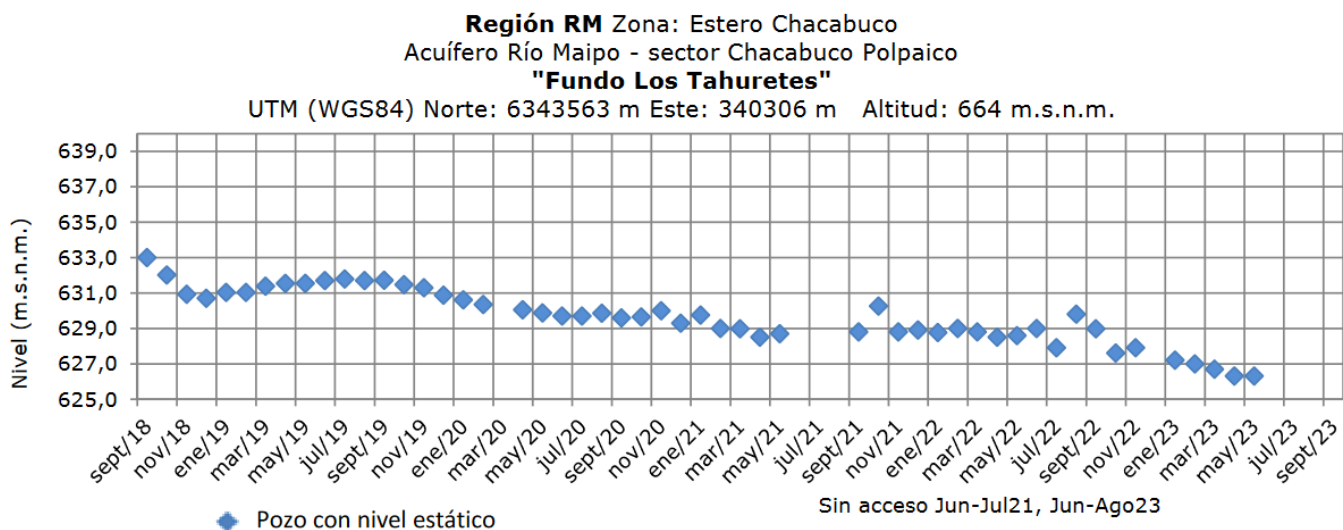 Región RM Zona: Estero Chacabuco
Acuífero Río Maipo - sector Chacabuco Polpaico
"Fundo Los Tahuretes"
UTM (WGS84) Norte: 6343563 m Este: 340306 m Altitud: 664 m.s.n.m.
Nivel (m.s.n.m.)
639,0
637,0
635,0
633,0
631,0
629,0
627,0
625,0
sept/18
nov/18
ene/19
mar/19
may/19
jul/19
sept/19
nov/19
ene/20
mar/20
may/20
jul/20
sept/20
nov/20
ene/21
mar/21
may/21
jul/21
sept/21
nov/21
ene/22
mar/22
may/22
jul/22
sept/22
nov/22
ene/23
mar/23
may/23
jul/23
sept/23
Sin acceso Jun-Jul21, Jun-Ago23
Pozo con nivel estático